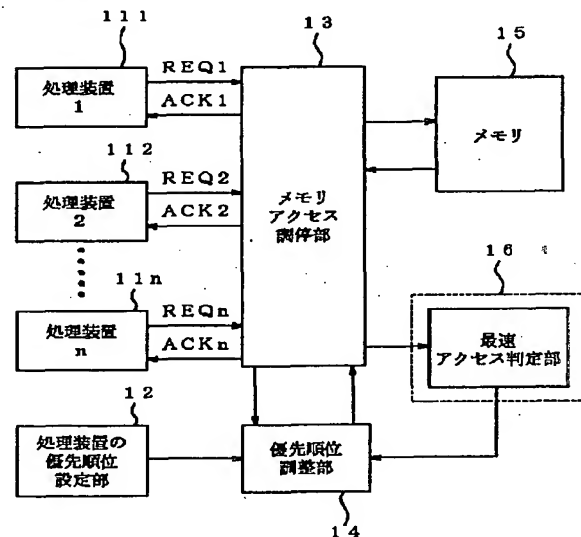 111
13
15
処理装置
1
REQ1
ACK1
メモリ
112
処理装置
2
REQ2
ACK2
メモリ
アクセス
調停部
16
11n
処理装置
n
REQn
ACKn
最速
アクセス判定部
12
処理装置の
優先順位
設定部
優先順位
調整部
14